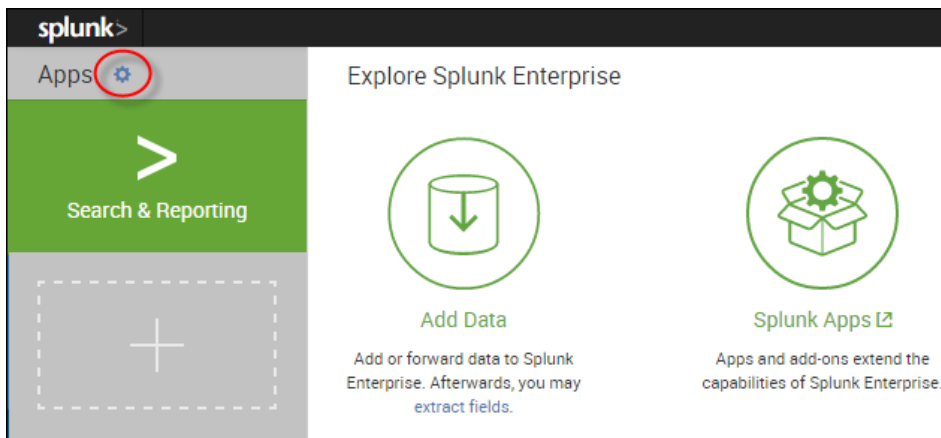 splunk>
Apps
Explore Splunk Enterprise
>
Search & Reporting
Add Data
Add or forward data to Splunk
Enterprise. Afterwards, you may
extract fields.
Splunk Apps
Apps and add-ons extend the
capabilities of Splunk Enterprise.